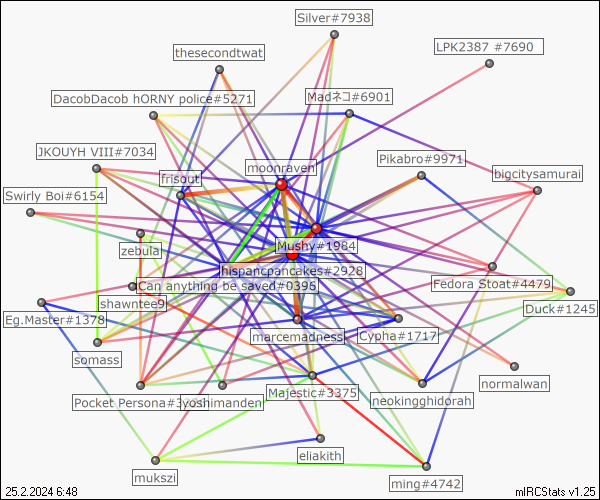 Silver#7938
LPK2387 #7690
thesecondtwat
DacobDacob hORNY police#5271
Madネコ#6901
JKOUYH VIII#7034
moonraven
Pikabro#9971
frisout
bigcitysamurai
Swirly Boi#6154
zebula
Mushy#1984
hispancpancakes#2928
Can anything be saved#0396
Fedora Stoat#4479
shawntee9
Duck#1245
Eg.Master#1378
marcemadness
Cypha#1717
somass
normalwan
Majestic#3375
neokingghidorah
Pocket Persona#3
yoshimanden
eliakith
mukszi
ming#4742
25.2.2024 6:48
mIRCStats v1.25